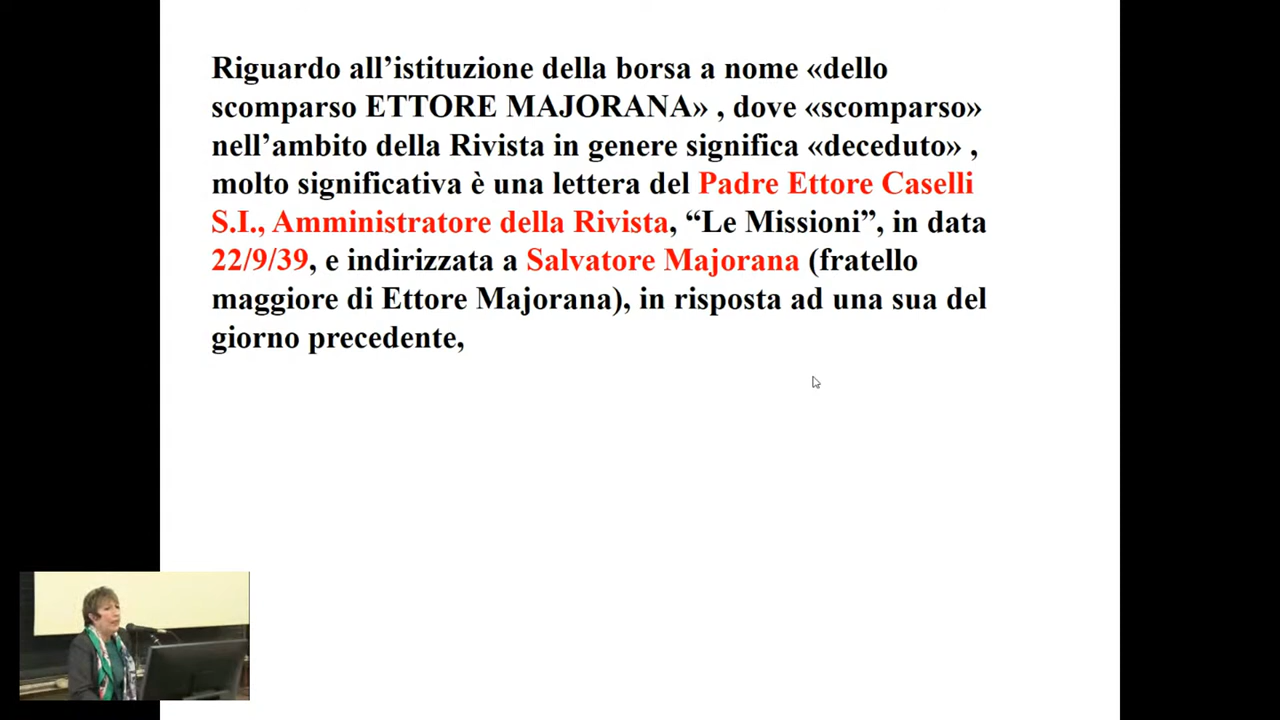 Riguardo all’istituzione della borsa a nome «dello
scomparso ETTORE MAJORANA» , dove «scomparso»
nell’ambito della Rivista in genere significa «deceduto» ,
molto significativa è una lettera del Padre Ettore Caselli
S.I., Amministratore della Rivista, “Le Missioni”, in data
22/9/39, e indirizzata a Salvatore Majorana (fratello
maggiore di Ettore Majorana), in risposta ad una sua del
giorno precedente,